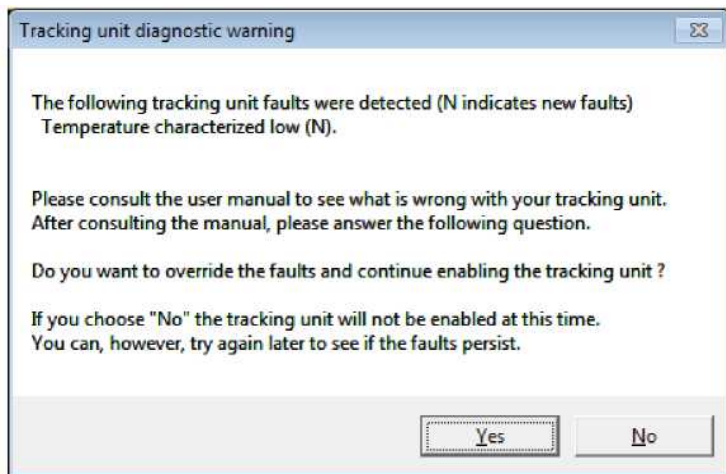 Tracking unit diagnostic warning
The following tracking unit faults were detected (N indicates new faults)
Temperature characterized low (N).
Please consult the user manual to see what is wrong with your tracking unit.
After consulting the manual, please answer the following question.
Do you want to override the faults and continue enabling the tracking unit ?
If you choose "No" the tracking unit will not be enabled at this time.
You can, however, try again later to see if the faults persist.
Yes
No